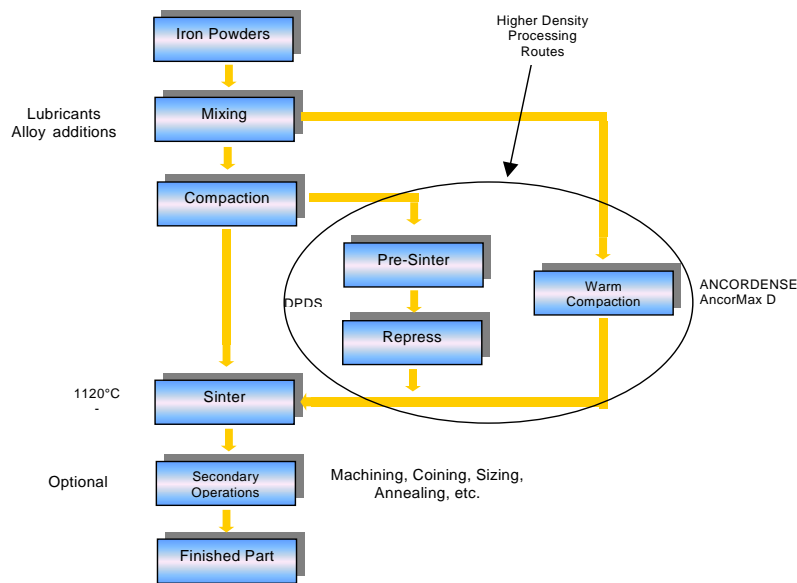 Higher Density
Processing
Routes
Iron Powders
Lubricants
Alloy additions
Mixing
Compaction
Pre-Sinter
DPDS
Repress
Warm
Compaction
ANCORDENSE
AncorMax D
1120°C
-
Sinter
Optional
Secondary
Operations
Machining, Coining, Sizing,
Annealing, etc.
Finished Part